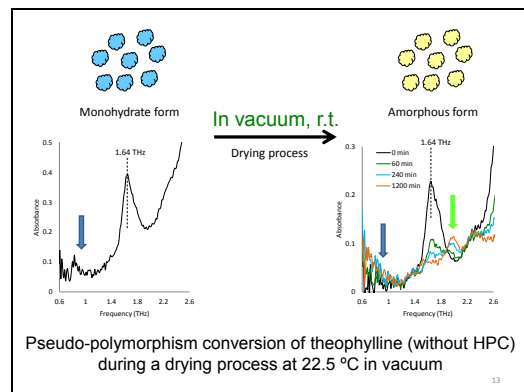 Monohydrate form
In vacuum, r.t.
Drying process
Amorphous form
0.5
0.4
0.3
0.2
0.1
0
Absorbance
1.64 THz
0.6
1
1.4
1.8
2.2
2.6
Frequency (THz)
0.3
0.2
0.1
0
Absorbance
1.64 THz
0 min
60 min
240 min
1200 min
0.6
1
1.4
1.8
2.2
2.6
Frequency (THz)
Pseudo-polymorphism conversion of theophylline (without HPC)
during a drying process at 22.5 ºC in vacuum
13